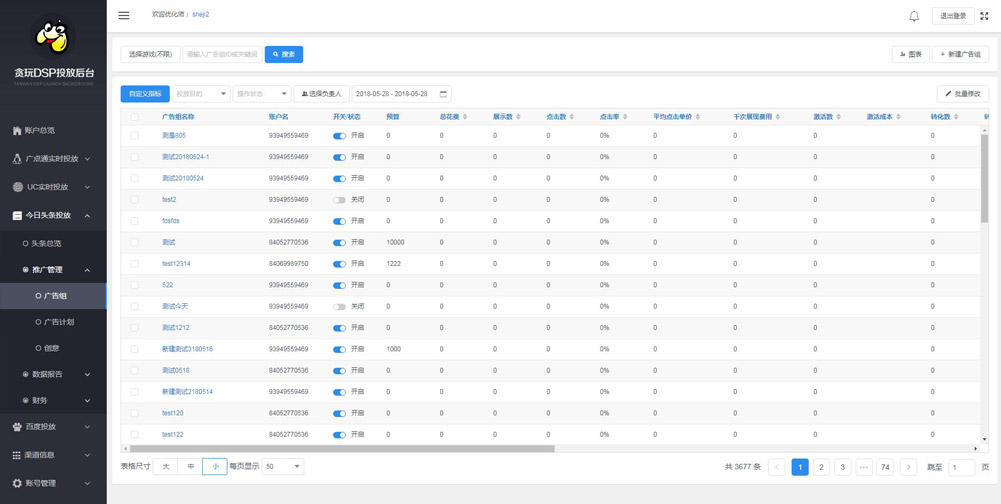 欢迎优化师： sheji2
退出登录
贪玩DSP投放后台
TANWAN DSP LAUNCH BACKGROUND
账户总览
广点通实时投放
UC实时投放
今日头条投放
头条总览
推广管理
广告组
广告计划
创意
数据报告
财务
百度投放
渠道信息
账号管理
选择游戏(不限) 请输入广告组ID或关键词 搜索 图表 + 新建广告组
自定义指标 投放目的 操作状态 选择负责人 2018-05-28 - 2018-05-28 批量修改
广告组名称 账户名 开关/状态 预算 总花费 展示数 点击数 点击率 平均点击单价 千次展现费用 激活数 激活成本 转化数
测是805 93949559469 开启 0 0 0 0 0% 0 0 0 0
测试20180524-1 93949559469 开启 0 0 0 0 0% 0 0 0 0
测试20180524 93949559469 开启 0 0 0 0 0% 0 0 0 0
test2 93949559469 关闭 0 0 0 0 0% 0 0 0 0
fdsfds 93949559469 开启 0 0 0 0 0% 0 0 0 0
测试 84052770536 开启 10000 0 0 0 0% 0 0 0 0
test12314 84069989750 开启 1222 0 0 0 0% 0 0 0 0
522 93949559469 开启 0 0 0 0 0% 0 0 0 0
测试今天 93949559469 关闭 0 0 0 0 0% 0 0 0 0
测试1212 84052770536 开启 0 0 0 0 0% 0 0 0 0
新建测试3180516 93949559469 开启 1000 0 0 0 0% 0 0 0 0
测试0518 84052770536 开启 0 0 0 0 0% 0 0 0 0
新建测试2180514 93949559469 开启 0 0 0 0 0% 0 0 0 0
test120 84052770536 开启 0 0 0 0 0% 0 0 0 0
test122 84052770536 开启 0 0 0 0 0% 0 0 0 0
表格尺寸 大 中 小 每页显示 50 共 3677 条 1 2 3 ··· 74 跳至 1 页